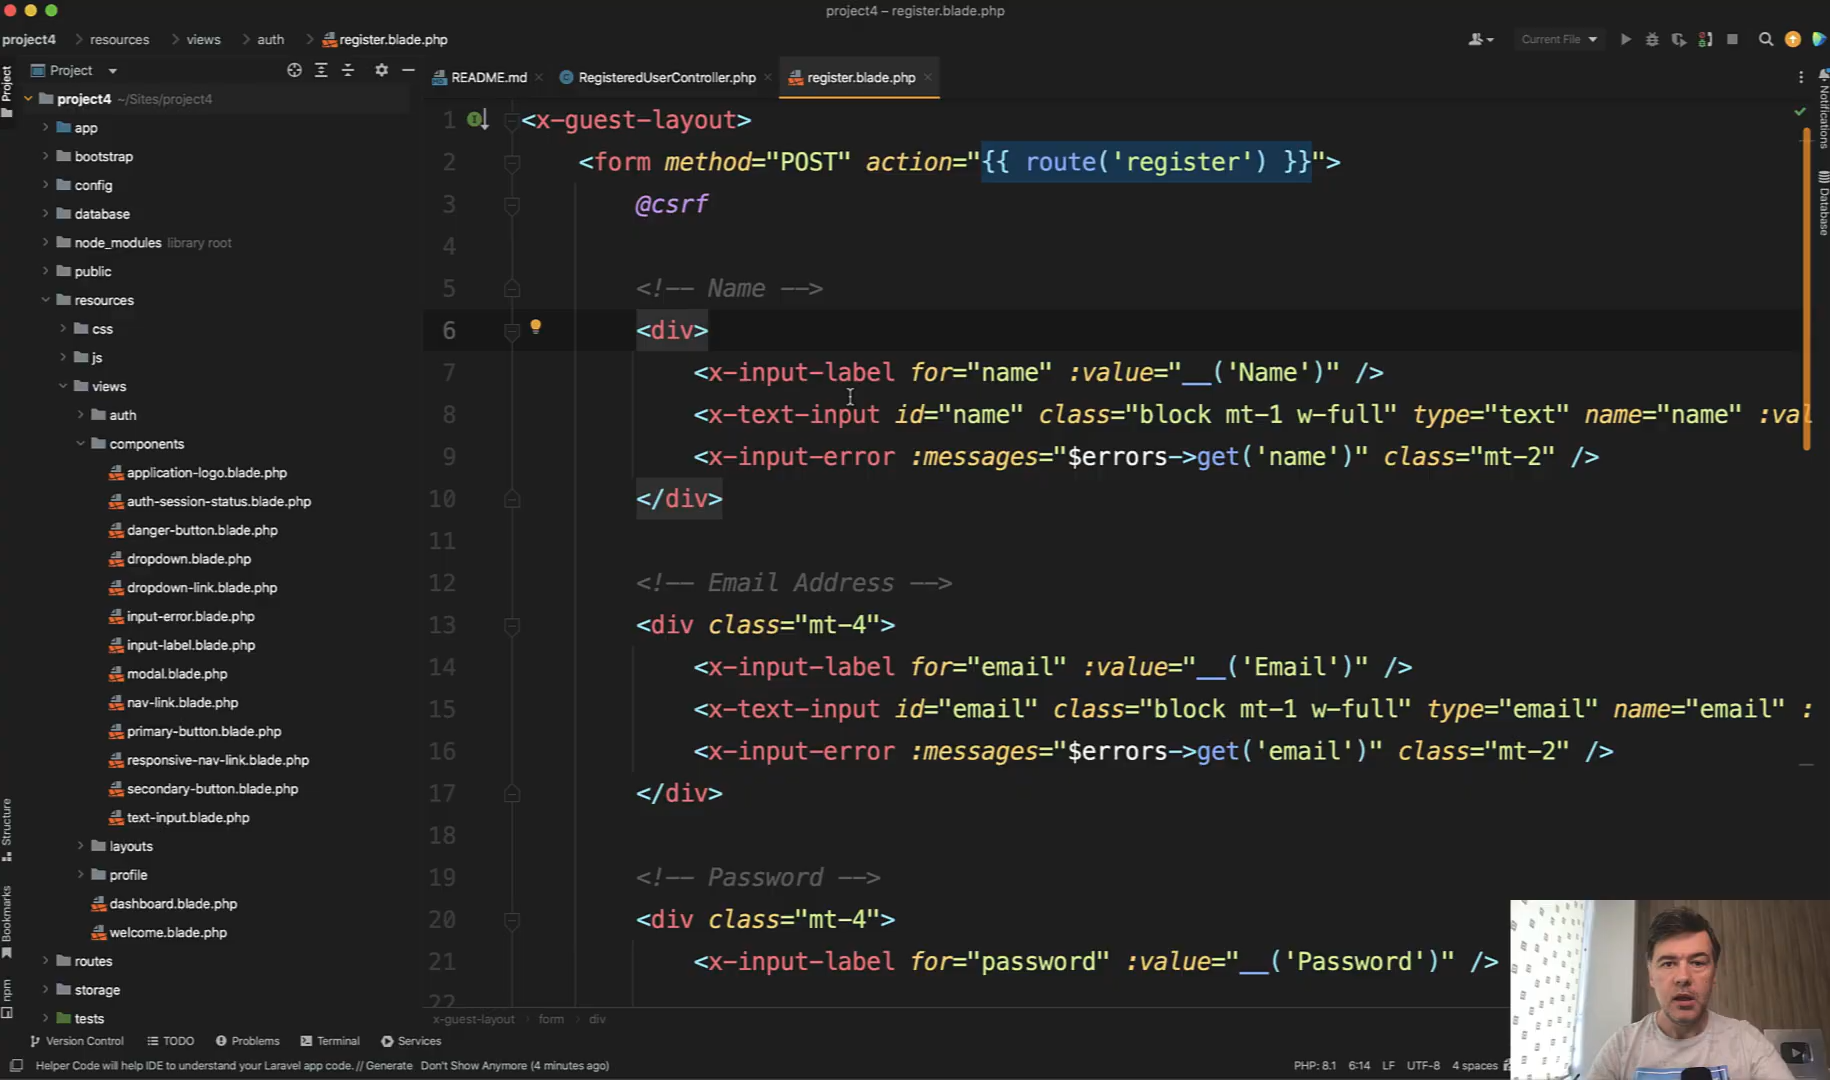 project4 – register.blade.php
project4 resources views auth register.blade.php
Current File
Project
README.md RegisteredUserController.php register.blade.php
Project
project4 ~/Sites/project4
app
bootstrap
config
database
node_modules library root
public
resources
css
js
views
auth
components
application-logo.blade.php
auth-session-status.blade.php
danger-button.blade.php
dropdown.blade.php
dropdown-link.blade.php
input-error.blade.php
input-label.blade.php
modal.blade.php
nav-link.blade.php
primary-button.blade.php
responsive-nav-link.blade.php
secondary-button.blade.php
text-input.blade.php
layouts
profile
dashboard.blade.php
welcome.blade.php
routes
storage
tests
Structure
Bookmarks
npm
1 <x-guest-layout>
2 <form method="POST" action="{{ route('register') }}">
3 @csrf
4
5 <!-- Name -->
6 <div>
7 <x-input-label for="name" :value="__('Name')" />
8 <x-text-input id="name" class="block mt-1 w-full" type="text" name="name" :val
9 <x-input-error :messages="$errors->get('name')" class="mt-2" />
10 </div>
11
12 <!-- Email Address -->
13 <div class="mt-4">
14 <x-input-label for="email" :value="__('Email')" />
15 <x-text-input id="email" class="block mt-1 w-full" type="email" name="email" :
16 <x-input-error :messages="$errors->get('email')" class="mt-2" />
17 </div>
18
19 <!-- Password -->
20 <div class="mt-4">
21 <x-input-label for="password" :value="__('Password')" />
22
Notifications
Database
x-guest-layout form div
Version Control TODO Problems Terminal Services
Helper Code will help IDE to understand your Laravel app code. // Generate Don't Show Anymore (4 minutes ago)
PHP: 8.1 6:14 LF UTF-8 4 spaces